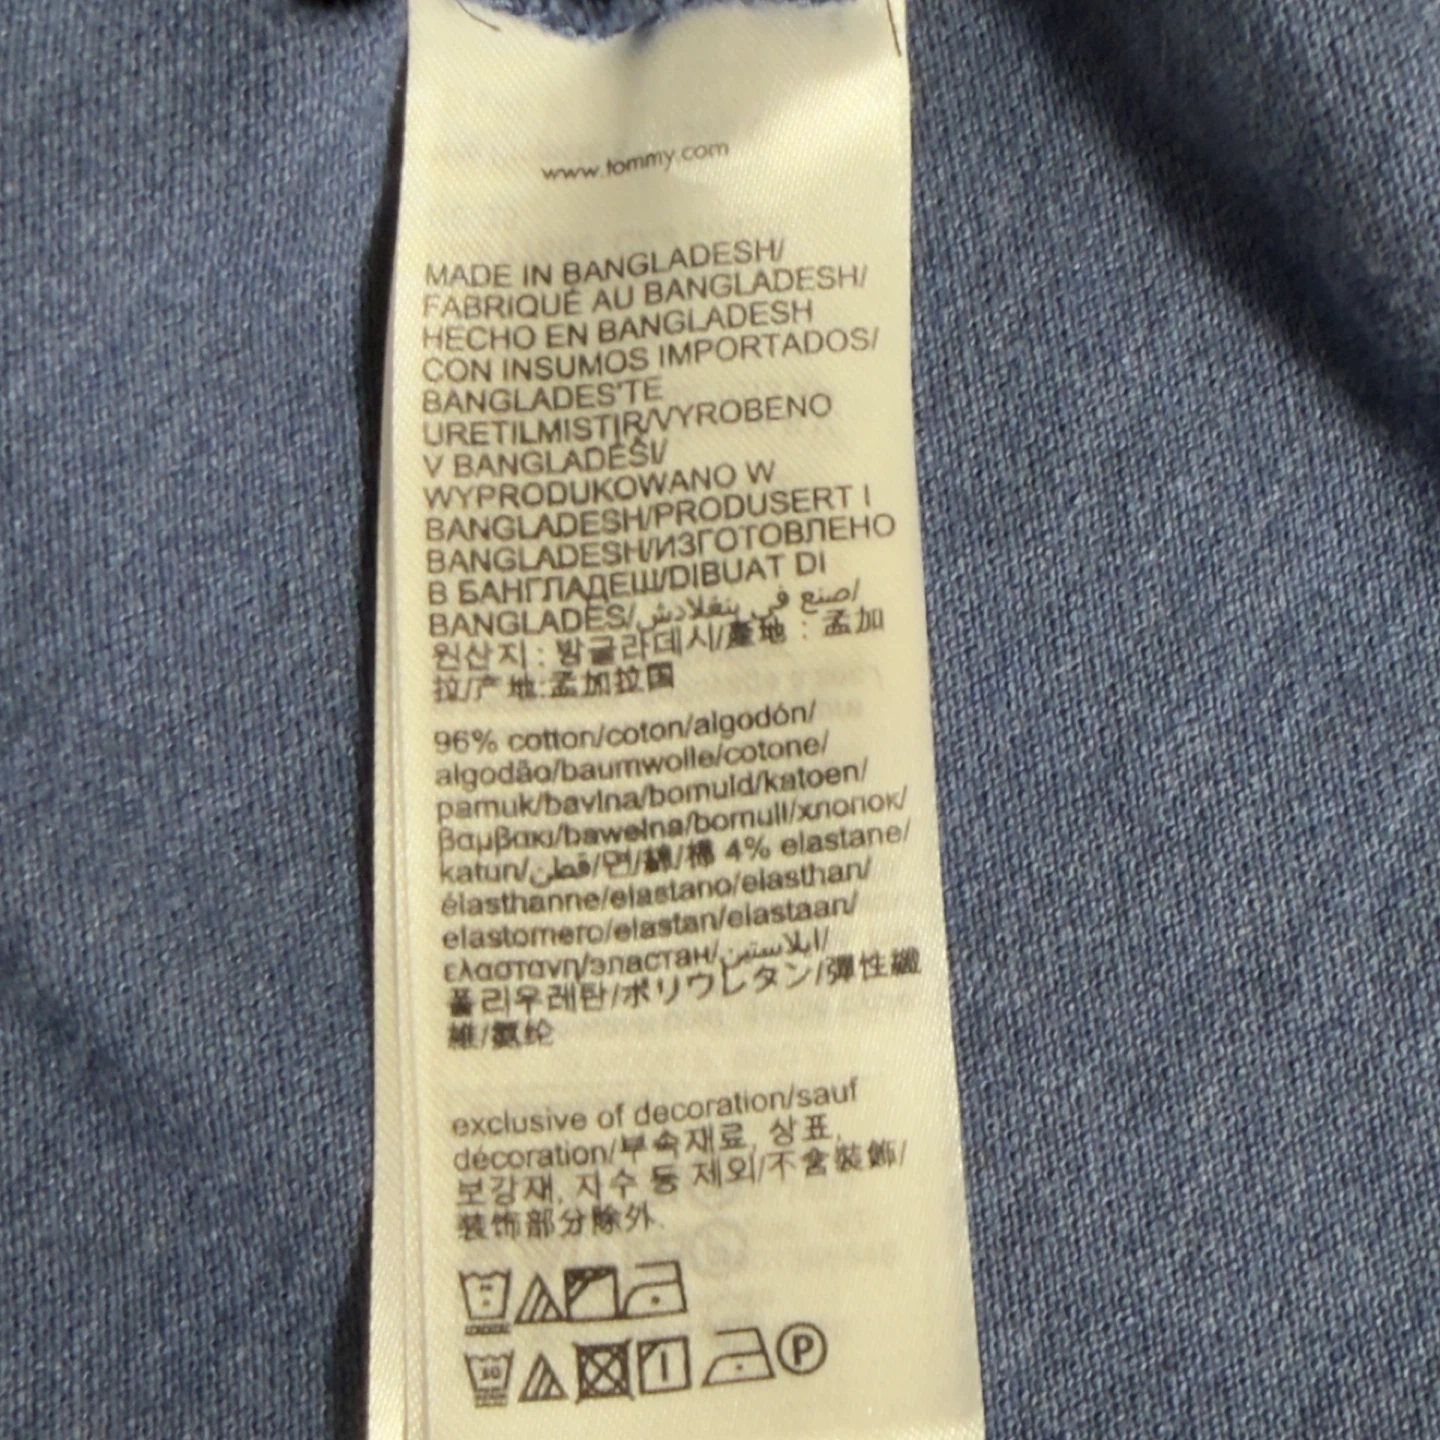 www.tommy.com
MADE IN BANGLADESH/
FABRIQUÉ AU BANGLADESH/
HECHO EN BANGLADESH
CON INSUMOS IMPORTADOS/
BANGLADES'TE
URETILMISTIR/VYROBENO
V BANGLADÉŠI/
WYPRODUKOWANO W
BANGLADESH/PRODUSERT I
BANGLADESH/ИЗГОТОВЛЕНО
В БАНГЛАДЕШ/DIBUAT DI
BANGLADES/صنع في بنغلادش/
원산지 : 방글라데시/產地 : 孟加
拉/产地:孟加拉国
96% cotton/coton/algodón/
algodão/baumwolle/cotone/
pamuk/bavlna/bomuld/katoen/
βαμβακι/bawełna/bomull/хлопок/
katun/قطن/면/綿/棉 4% elastane/
élasthanne/elastano/elasthan/
elastomero/elastan/elastaan/
ελαστανη/эластан/ايلاستين/
폴리우레탄/ポリウレタン/彈性纖
維/氨纶
exclusive of decoration/sauf
décoration/부속재료, 상표,
보강재, 자수 등 제외/不含裝飾/
装饰部分除外.
30
P